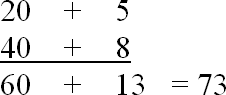 20 + 5
40 + 8
60 + 13 = 73